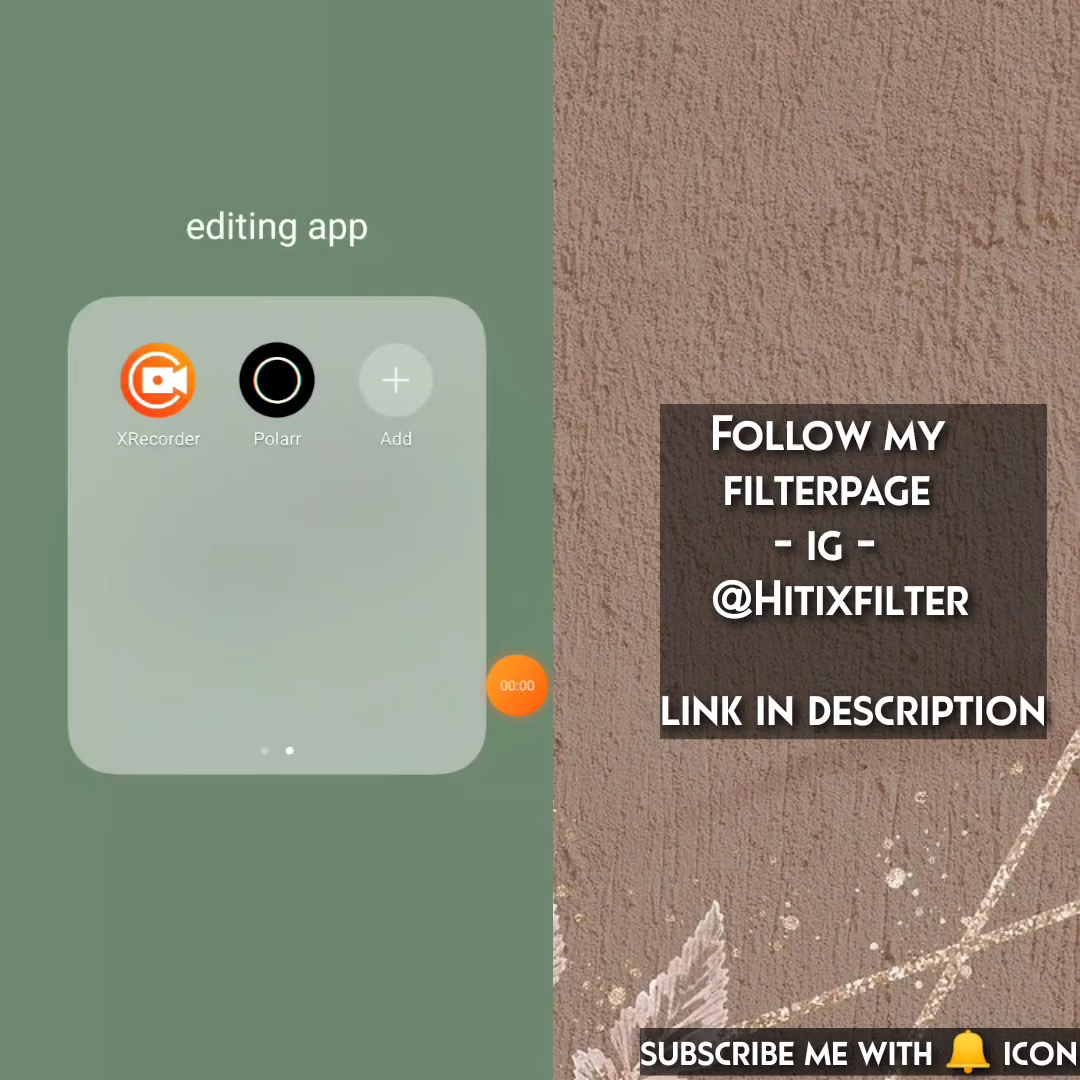 editing app
XRecorder
Polarr
Add
00:00
FOLLOW MY
FILTERPAGE
- IG -
@HITIXFILTER
LINK IN DESCRIPTION
SUBSCRIBE ME WITH 🔔 ICON